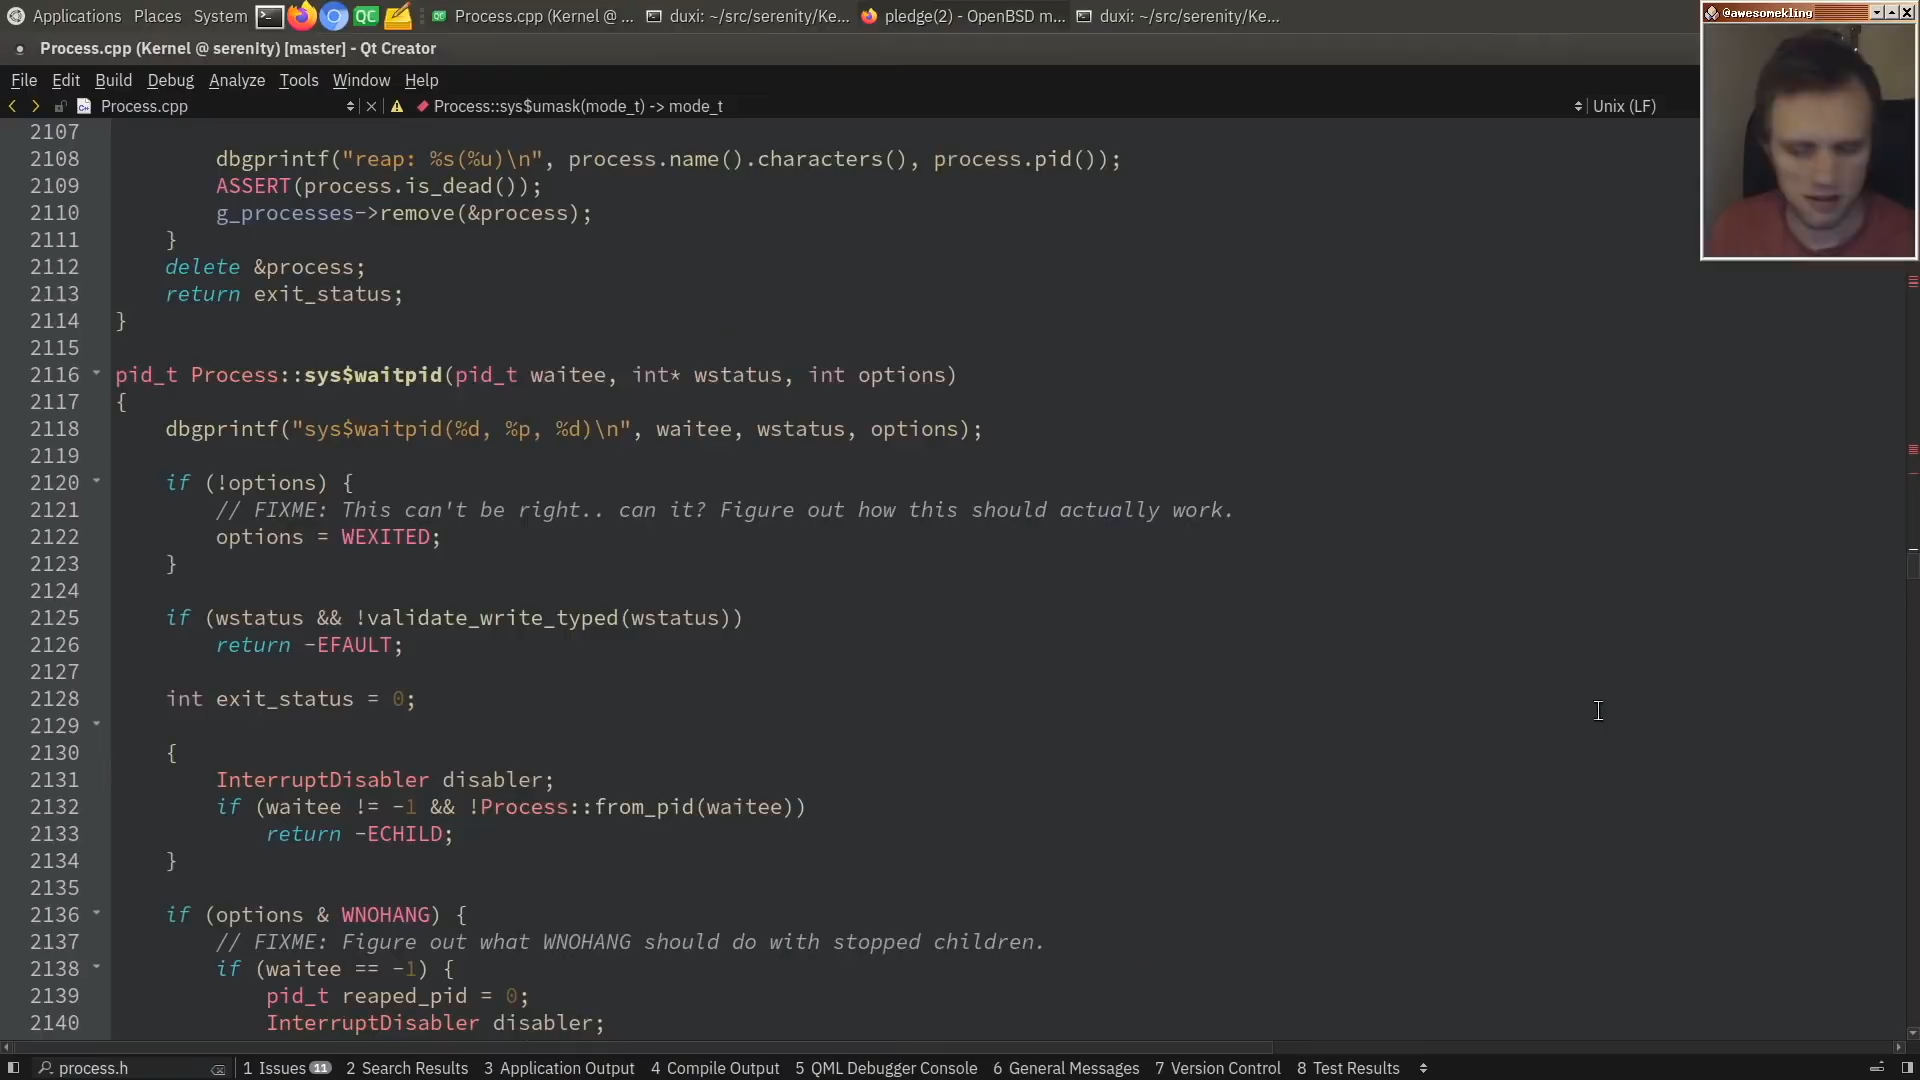 Applications Places System Process.cpp (Kernel @ ... duxi: ~/src/serenity/Ke... pledge(2) - OpenBSD m... duxi: ~/src/serenity/Ke...
@awesomekling
Process.cpp (Kernel @ serenity) [master] - Qt Creator
File Edit Build Debug Analyze Tools Window Help
Process.cpp Process::sys$umask(mode_t) -> mode_t Unix (LF)
2107
2108 dbgprintf("reap: %s(%u)\n", process.name().characters(), process.pid());
2109 ASSERT(process.is_dead());
2110 g_processes->remove(&process);
2111 }
2112 delete &process;
2113 return exit_status;
2114 }
2115
2116 pid_t Process::sys$waitpid(pid_t waitee, int* wstatus, int options)
2117 {
2118 dbgprintf("sys$waitpid(%d, %p, %d)\n", waitee, wstatus, options);
2119
2120 if (!options) {
2121 // FIXME: This can't be right.. can it? Figure out how this should actually work.
2122 options = WEXITED;
2123 }
2124
2125 if (wstatus && !validate_write_typed(wstatus))
2126 return -EFAULT;
2127
2128 int exit_status = 0;
2129
2130 {
2131 InterruptDisabler disabler;
2132 if (waitee != -1 && !Process::from_pid(waitee))
2133 return -ECHILD;
2134 }
2135
2136 if (options & WNOHANG) {
2137 // FIXME: Figure out what WNOHANG should do with stopped children.
2138 if (waitee == -1) {
2139 pid_t reaped_pid = 0;
2140 InterruptDisabler disabler;
process.h 1 Issues 11 2 Search Results 3 Application Output 4 Compile Output 5 QML Debugger Console 6 General Messages 7 Version Control 8 Test Results